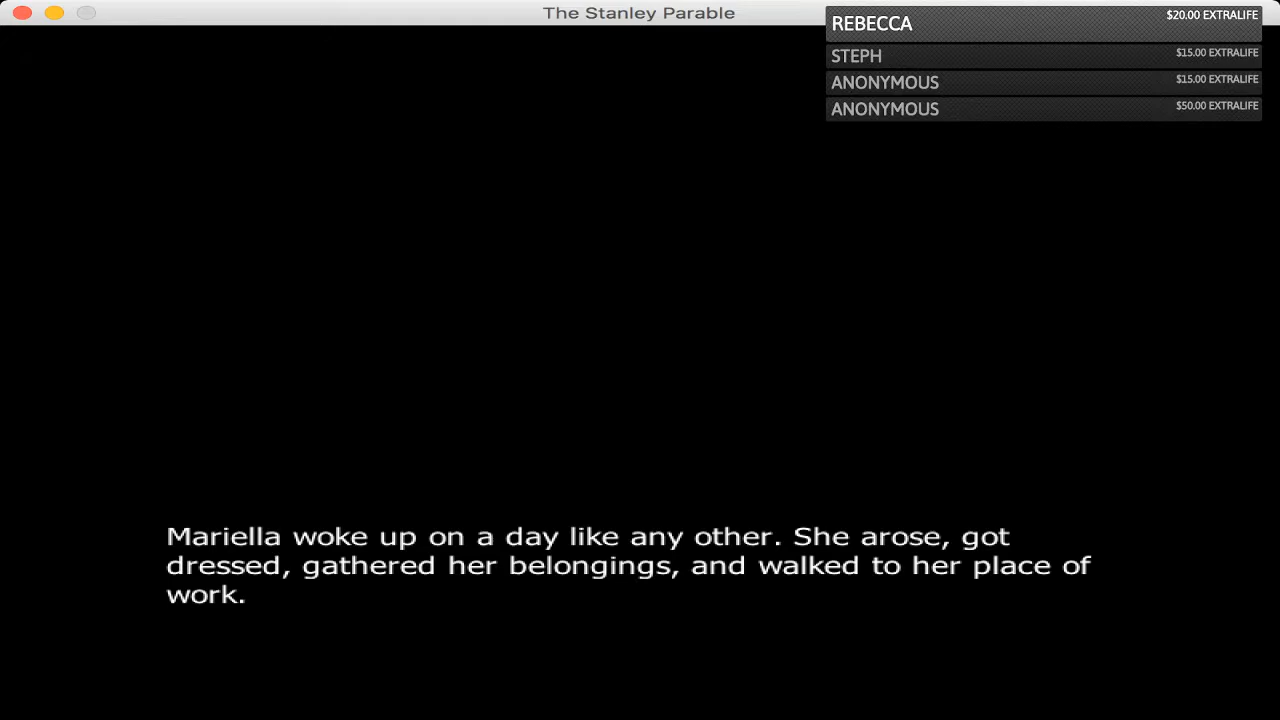 The Stanley Parable
REBECCA $20.00 EXTRALIFE
STEPH $15.00 EXTRALIFE
ANONYMOUS $15.00 EXTRALIFE
ANONYMOUS $50.00 EXTRALIFE
Mariella woke up on a day like any other. She arose, got
dressed, gathered her belongings, and walked to her place of
work.